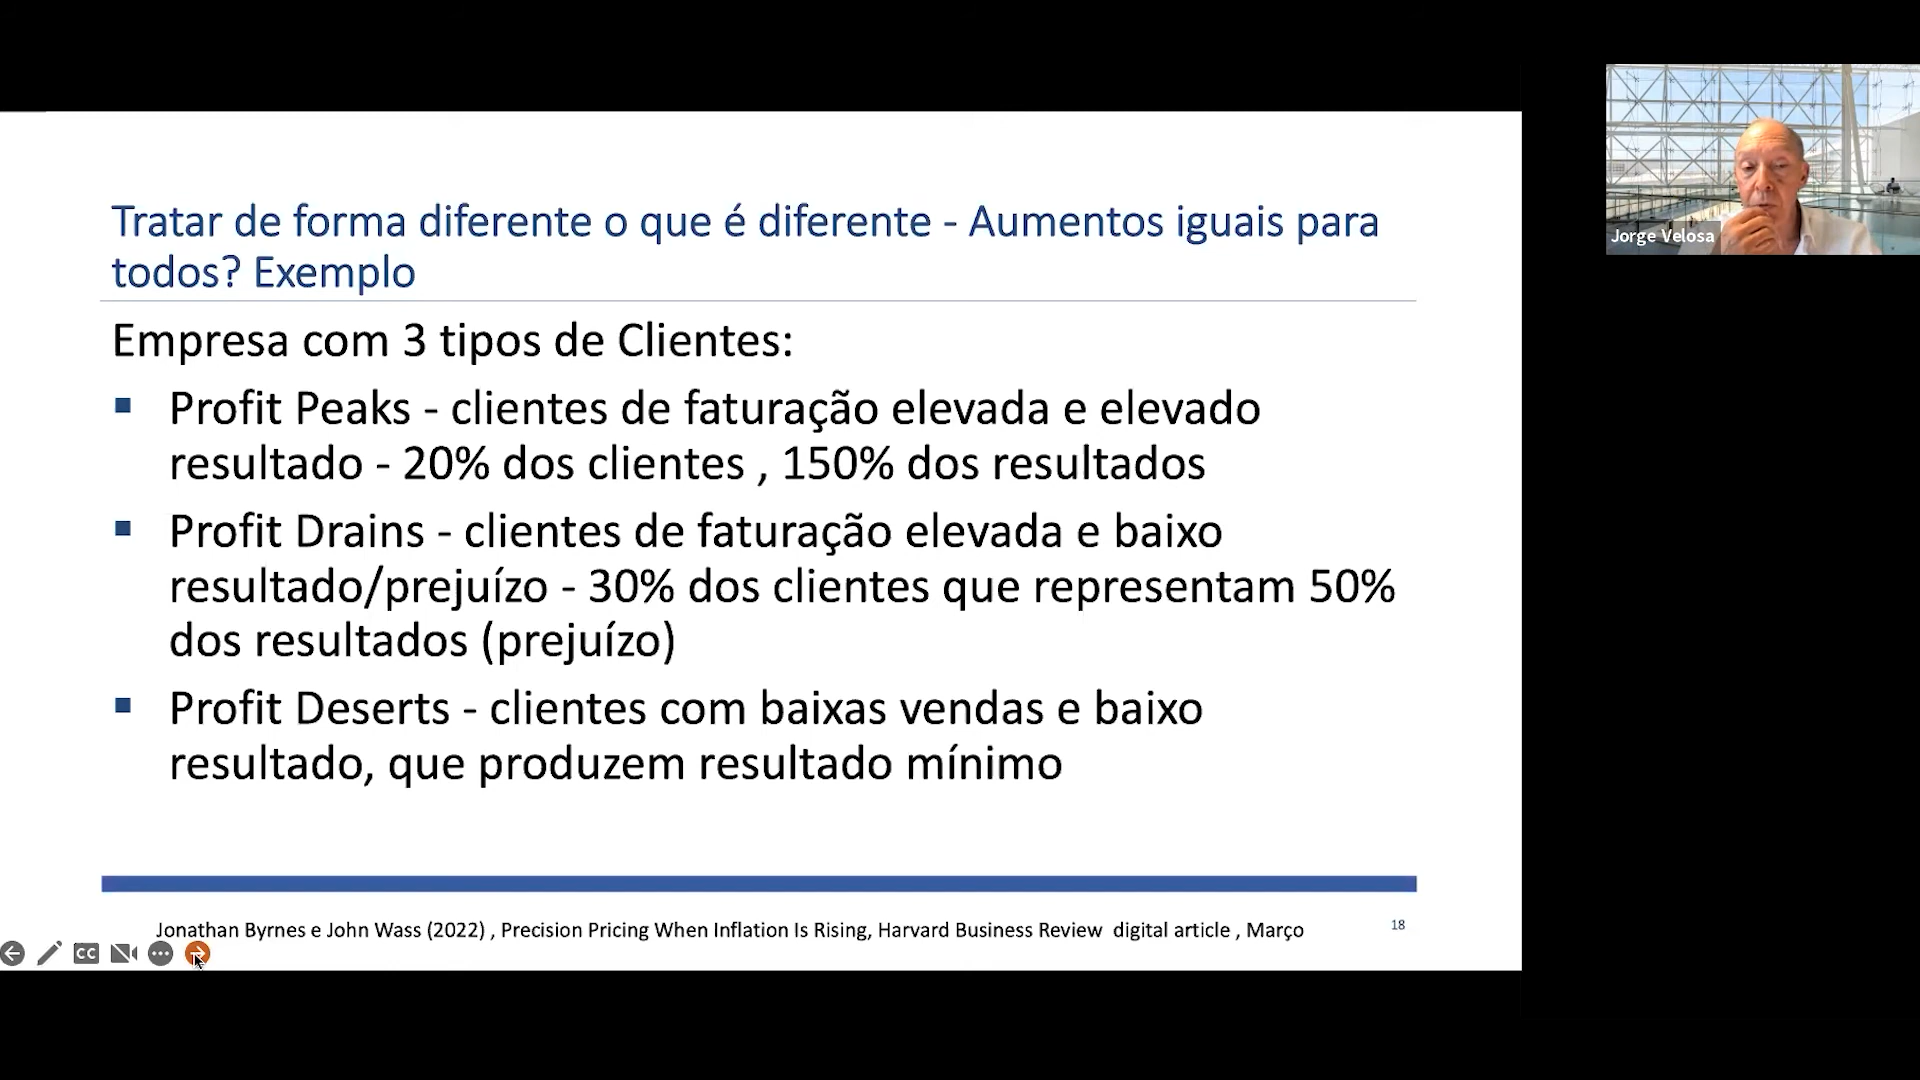 Tratar de forma diferente o que é diferente - Aumentos iguais para
todos? Exemplo
Empresa com 3 tipos de Clientes:
▪ Profit Peaks - clientes de faturação elevada e elevado
resultado - 20% dos clientes , 150% dos resultados
▪ Profit Drains - clientes de faturação elevada e baixo
resultado/prejuízo - 30% dos clientes que representam 50%
dos resultados (prejuízo)
▪ Profit Deserts - clientes com baixas vendas e baixo
resultado, que produzem resultado mínimo
Jonathan Byrnes e John Wass (2022) , Precision Pricing When Inflation Is Rising, Harvard Business Review digital article , Março
18
CC
Jorge Velosa